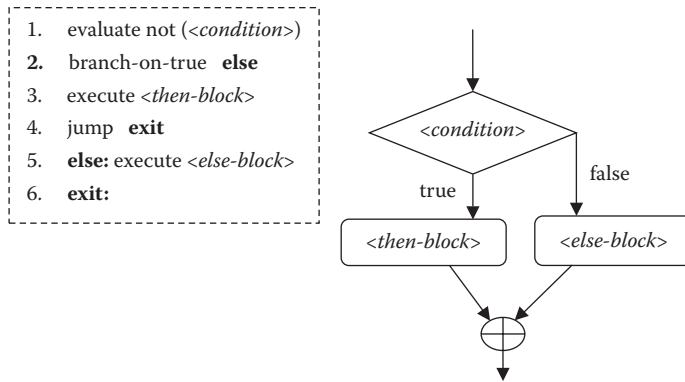 1. evaluate not (<condition>)
2. branch-on-true else
3. execute <then-block>
4. jump exit
5. else: execute <else-block>
6. exit:
<condition>
true
false
<then-block>
<else-block>